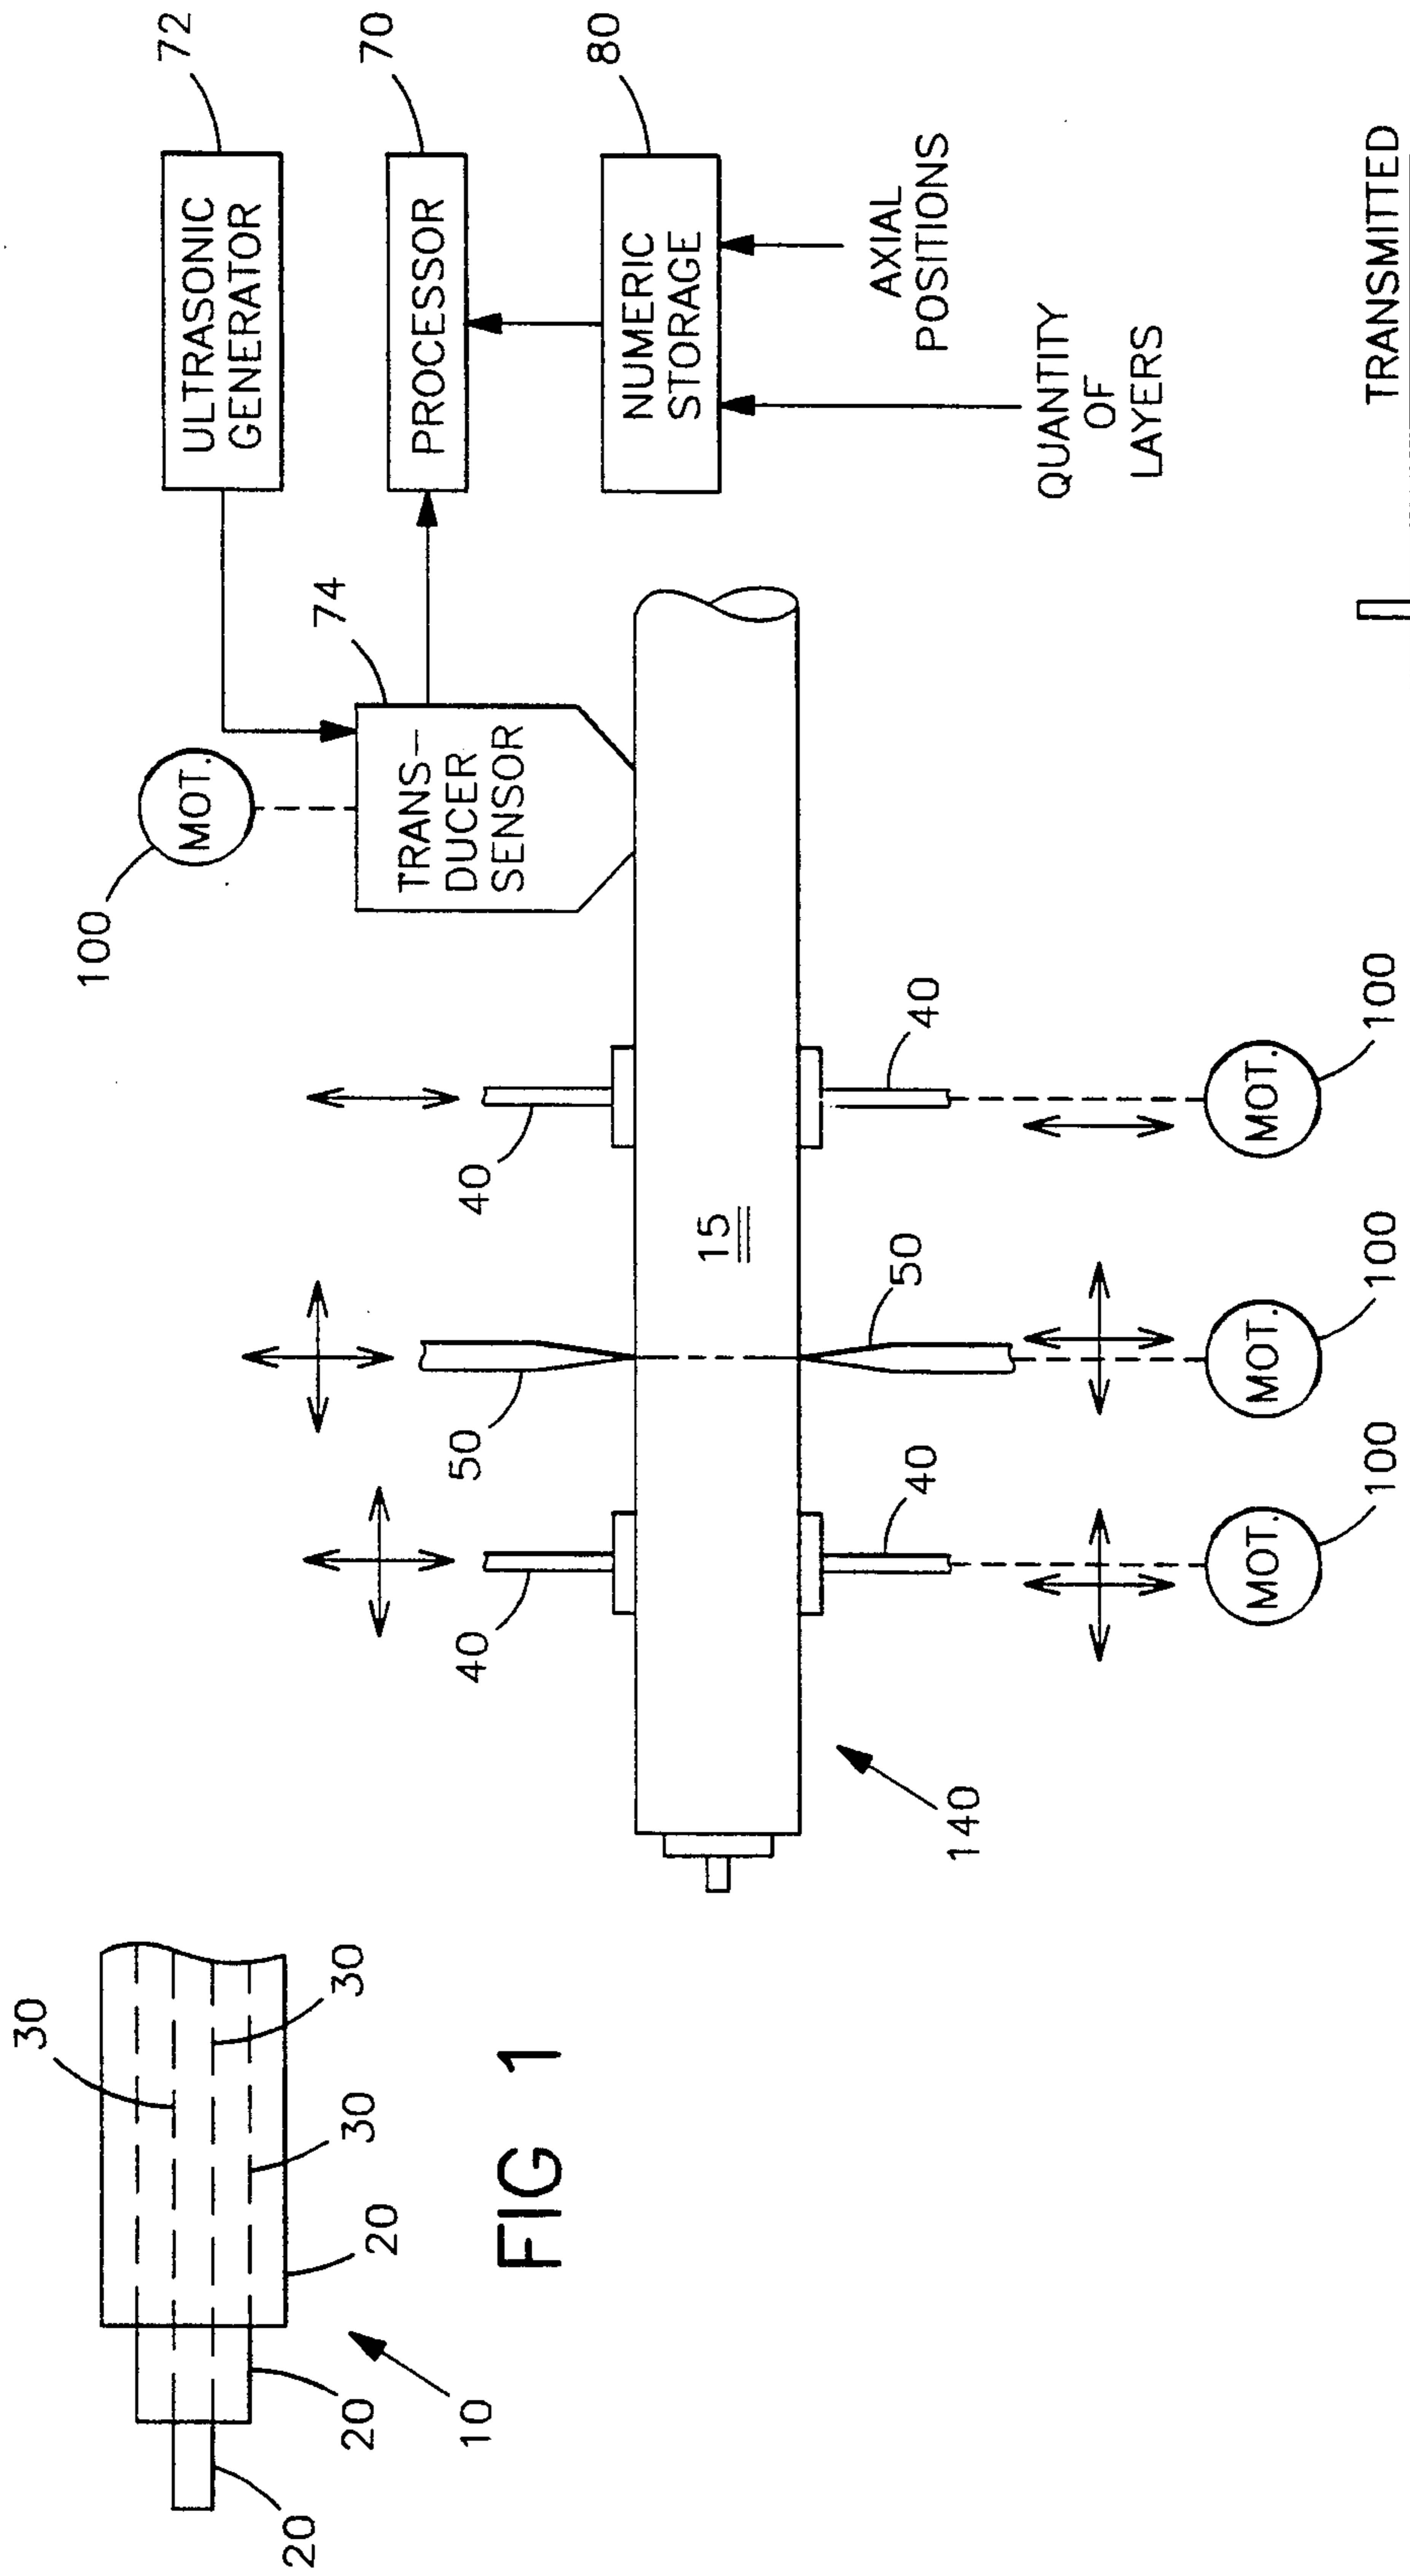 30
30
30
20
20
20
10
FIG 1
100
MOT.
TRANS-
DUCER
SENSOR
74
ULTRASONIC
GENERATOR
72
PROCESSOR
70
NUMERIC
STORAGE
80
AXIAL
POSITIONS
QUANTITY
OF
LAYERS
40
50
40
15
40
50
40
140
MOT.
100
MOT.
100
MOT.
100
TRANSMITTED